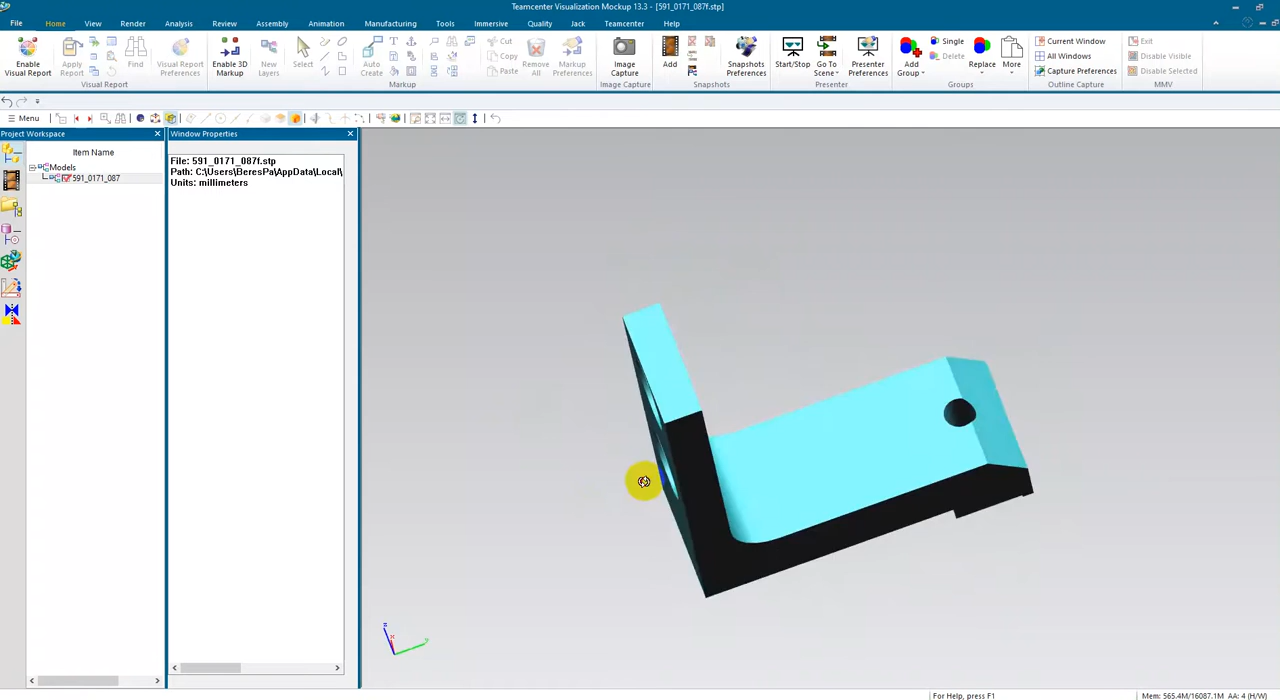 Teamcenter Visualization Mockup 13.3 - [591_0171_087f.stp]
File Home View Render Analysis Review Assembly Animation Manufacturing Tools Immersive Quality Jack Teamcenter Help
Enable Visual Report
Apply Report
Find
Visual Report Preferences
Visual Report
Enable 3D Markup
New Layers
Select
Auto Create
Cut
Copy
Paste
Remove All
Markup Preferences
Markup
Image Capture
Image Capture
Add
Snapshots Preferences
Snapshots
Start/Stop
Go To Scene
Presenter Preferences
Presenter
Add Group
Single
Delete
Replace
More
Groups
Current Window
All Windows
Capture Preferences
Outline Capture
Exit
Disable Visible
Disable Selected
MMV
Menu
Project Workspace
Window Properties
Item Name
Models
591_0171_087
File: 591_0171_087f.stp
Path: C:\Users\BeresPa\AppData\Local\
Units: millimeters
For Help, press F1
Mem: 565.4M/16087.1M AA: 4 (H/W)